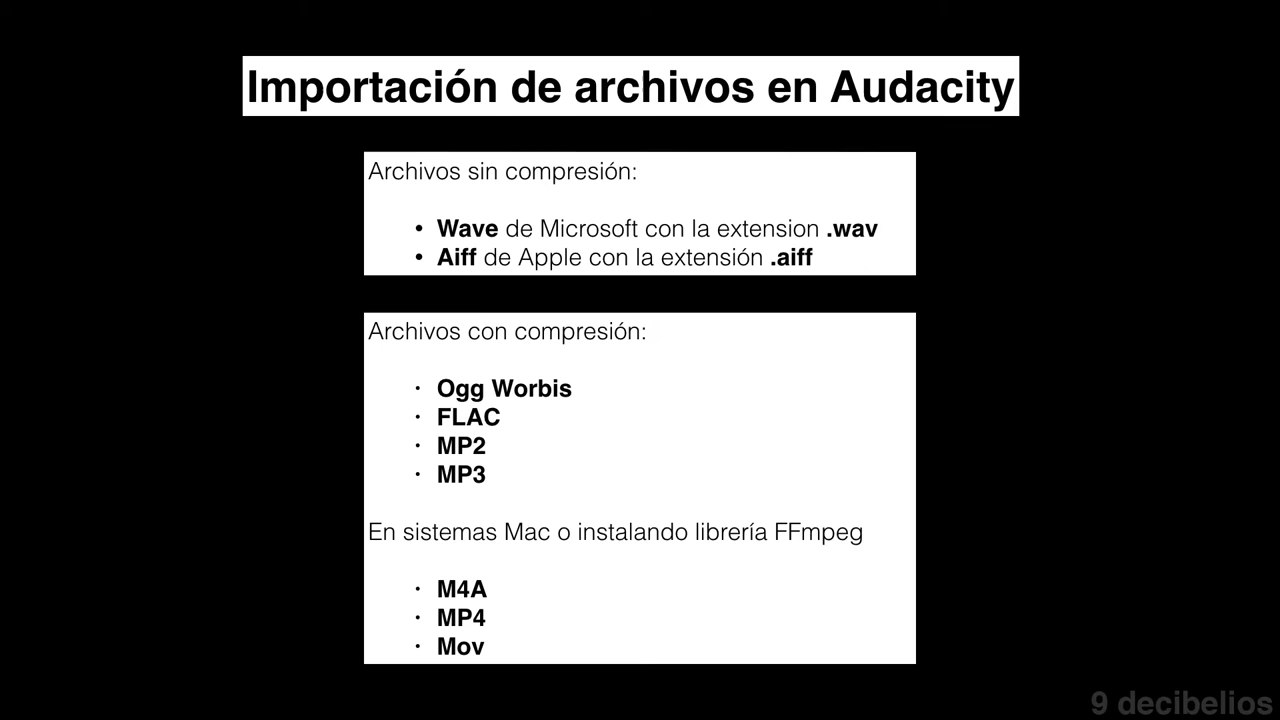 Importación de archivos en Audacity
Archivos sin compresión:
• Wave de Microsoft con la extension .wav
• Aiff de Apple con la extensión .aiff
Archivos con compresión:
· Ogg Worbis
· FLAC
· MP2
· MP3
En sistemas Mac o instalando librería FFmpeg
· M4A
· MP4
· Mov
9 decibelios